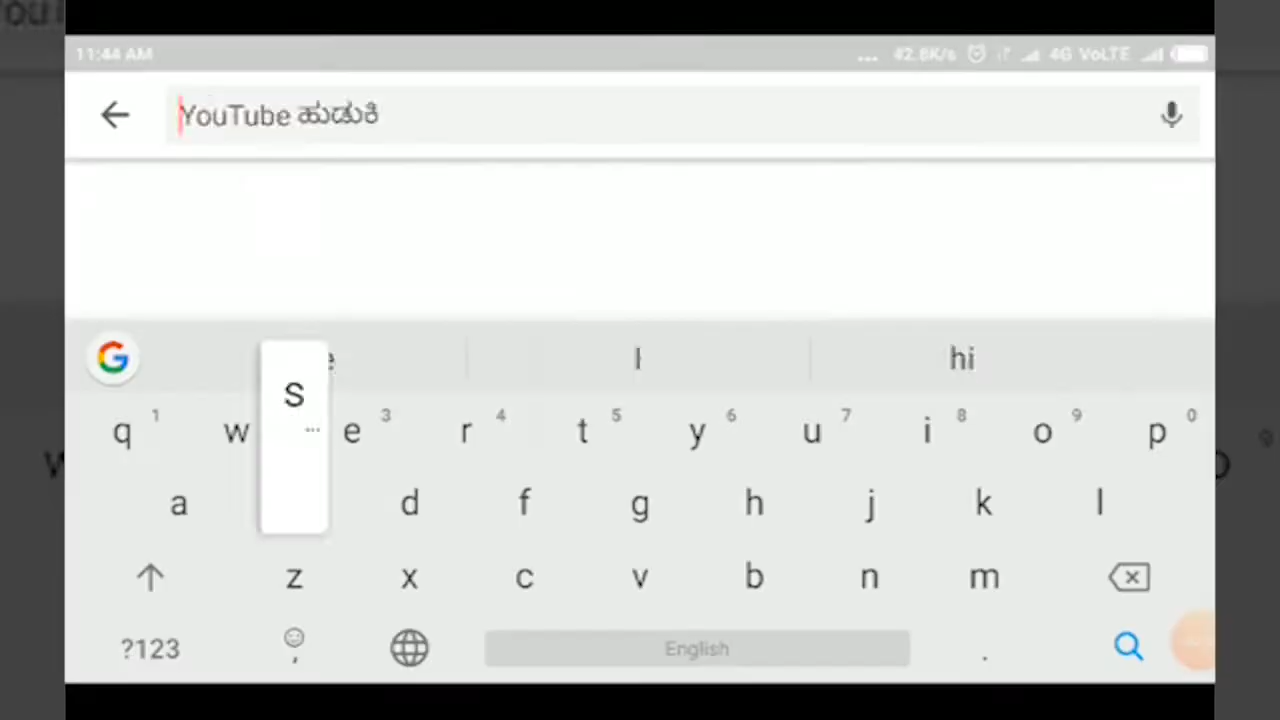 11:44 AM
... 42.8K/s 4G VoLTE
YouTube ಹುಡುಕಿ
I hi
S
...
q 1 w e 3 r 4 t 5 y 6 u 7 i 8 o 9 p 0
a d f g h j k l
z x c v b n m
?123 , English .